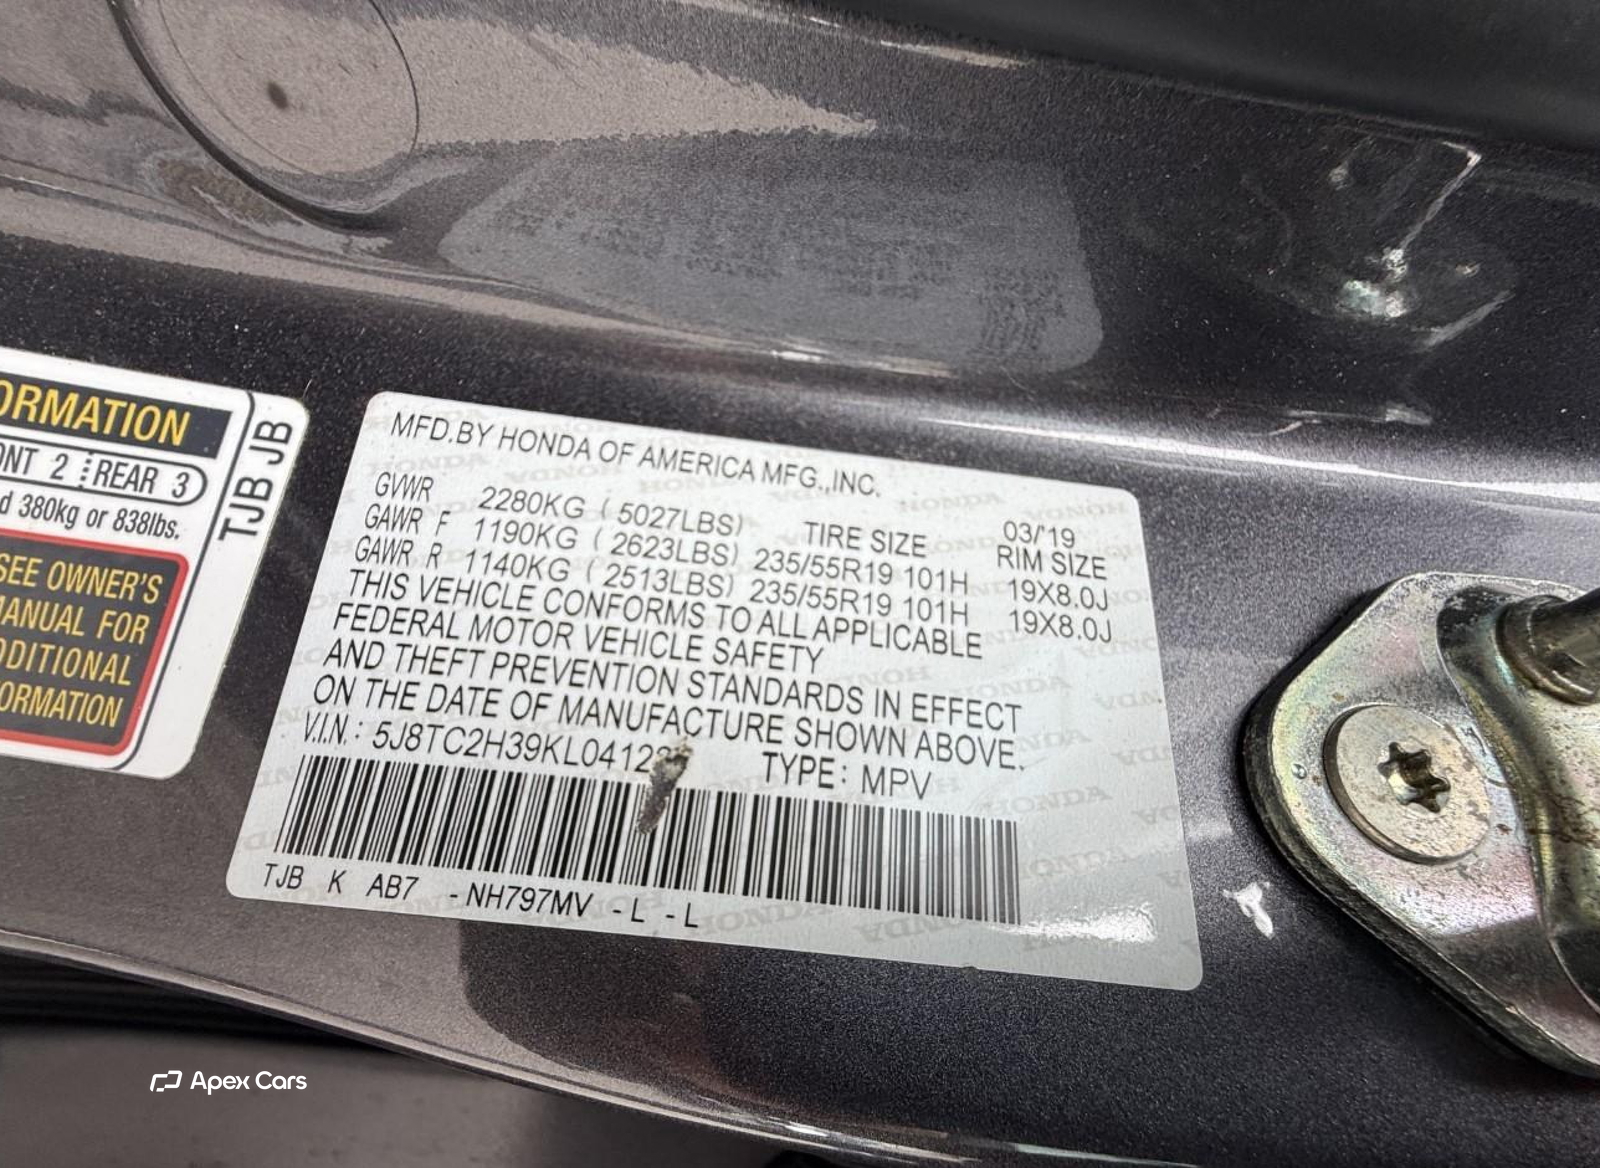 ORMATION
ONT 2 REAR 3
d 380kg or 838lbs.
SEE OWNER'S
MANUAL FOR
ADDITIONAL
FORMATION
TJB JB
MFD.BY HONDA OF AMERICA MFG.,INC.
GVWR 2280KG ( 5027LBS) TIRE SIZE 03/'19 RIM SIZE
GAWR F 1190KG ( 2623LBS) 235/55R19 101H 19X8.0J
GAWR R 1140KG ( 2513LBS) 235/55R19 101H 19X8.0J
THIS VEHICLE CONFORMS TO ALL APPLICABLE
FEDERAL MOTOR VEHICLE SAFETY
AND THEFT PREVENTION STANDARDS IN EFFECT
ON THE DATE OF MANUFACTURE SHOWN ABOVE.
V.I.N.: TYPE: MPV
TJB K AB7 -NH797MV -L -L
Apex Cars